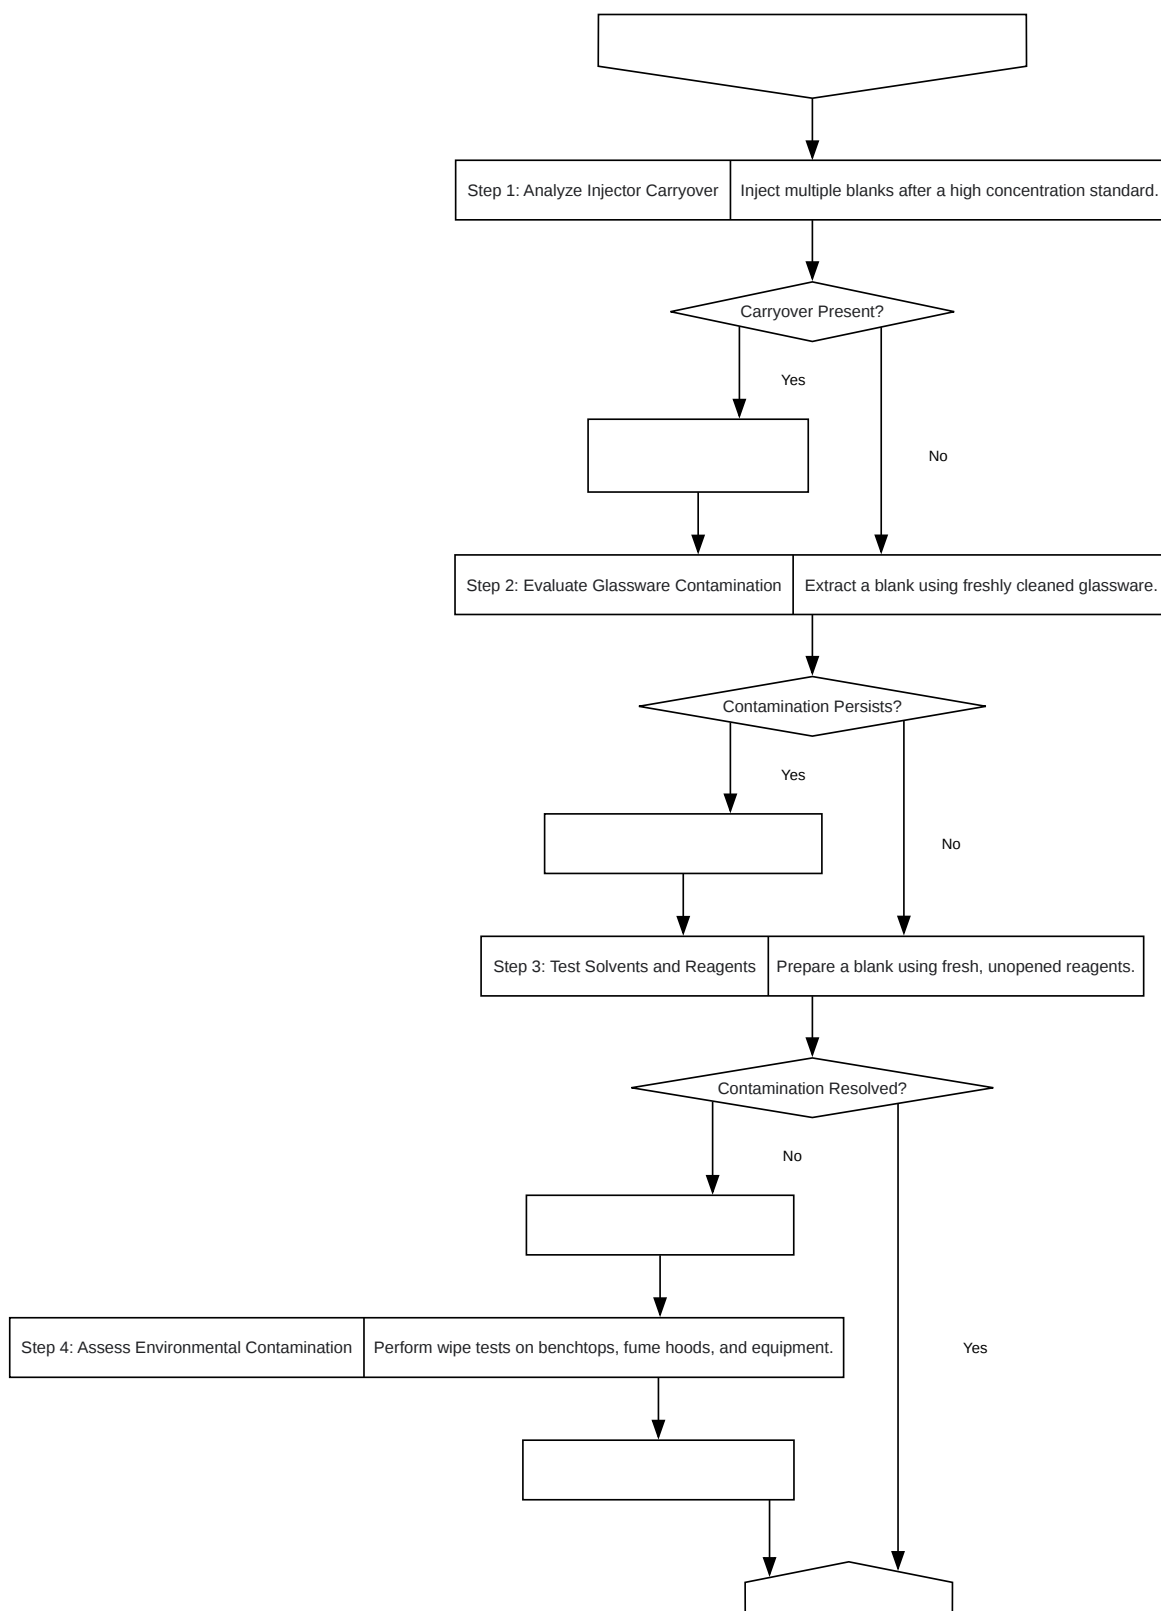 Step 1: Analyze Injector Carryover
Inject multiple blanks after a high concentration standard.
Carryover Present?
Yes
No
Step 2: Evaluate Glassware Contamination
Extract a blank using freshly cleaned glassware.
Contamination Persists?
Yes
No
Step 3: Test Solvents and Reagents
Prepare a blank using fresh, unopened reagents.
Contamination Resolved?
No
Step 4: Assess Environmental Contamination
Perform wipe tests on benchtops, fume hoods, and equipment.
Yes